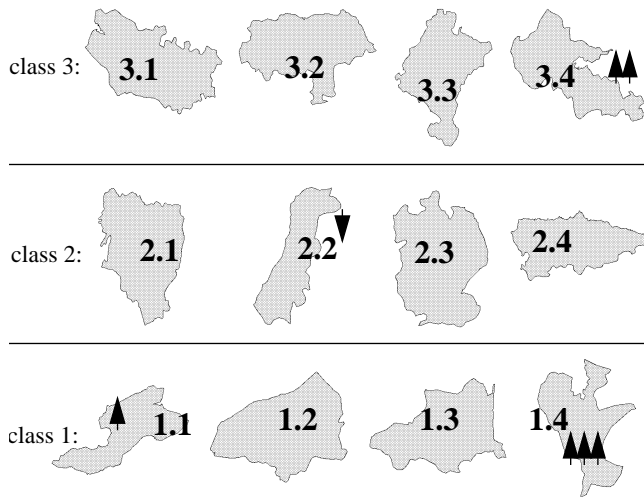 class 3: 3.1 3.2 3.3 3.4
class 2: 2.1 2.2 2.3 2.4
class 1: 1.1 1.2 1.3 1.4